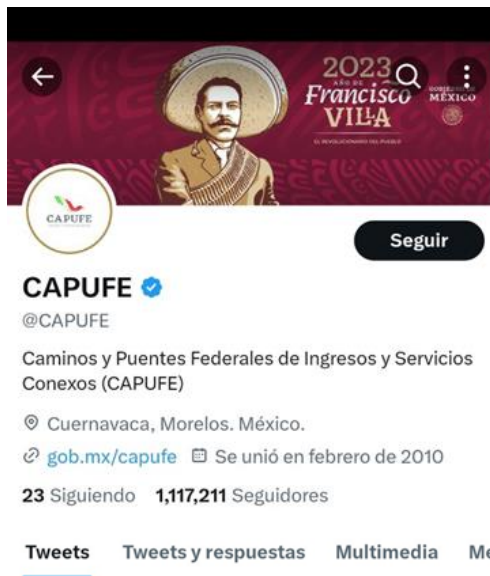 2023
AÑO DE
Francisco
VILLA
EL REVOLUCIONARIO DEL PUEBLO
MÉXICO
CAPUFE
Seguir
CAPUFE
@CAPUFE
Caminos y Puentes Federales de Ingresos y Servicios
Conexos (CAPUFE)
Cuernavaca, Morelos. México.
gob.mx/capufe Se unió en febrero de 2010
23 Siguiendo 1,117,211 Seguidores
Tweets Tweets y respuestas Multimedia Me